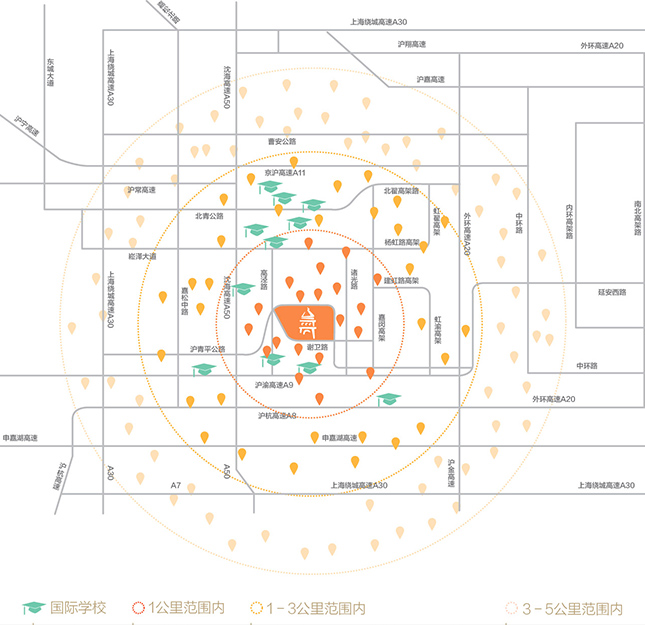 上海绕城高速A30
沪翔高速
外环高速A20
沪嘉高速
东城大道
上海绕城高速A30
沈海高速A50
沪宁高速
曹安公路
京沪高速A11
沪常高速
北翟高架路
北青公路
虹翟高架
外环高速A20
中环路
内环高架路
南北高架路
杨虹路高架
崧泽大道
高泾路
诸光路
建虹路高架
上海绕城高速A30
嘉松中路
沈海高速A50
延安西路
嘉闵高架
虹渝高架
沪青平公路
谢卫路
中环路
沪渝高速A9
外环高速A20
沪杭高速A8
申嘉湖高速
申嘉湖高速
A30
A50
沪金高速
A7
上海绕城高速A30
上海绕城高速A30
国际学校
1公里范围内
1-3公里范围内
3-5公里范围内